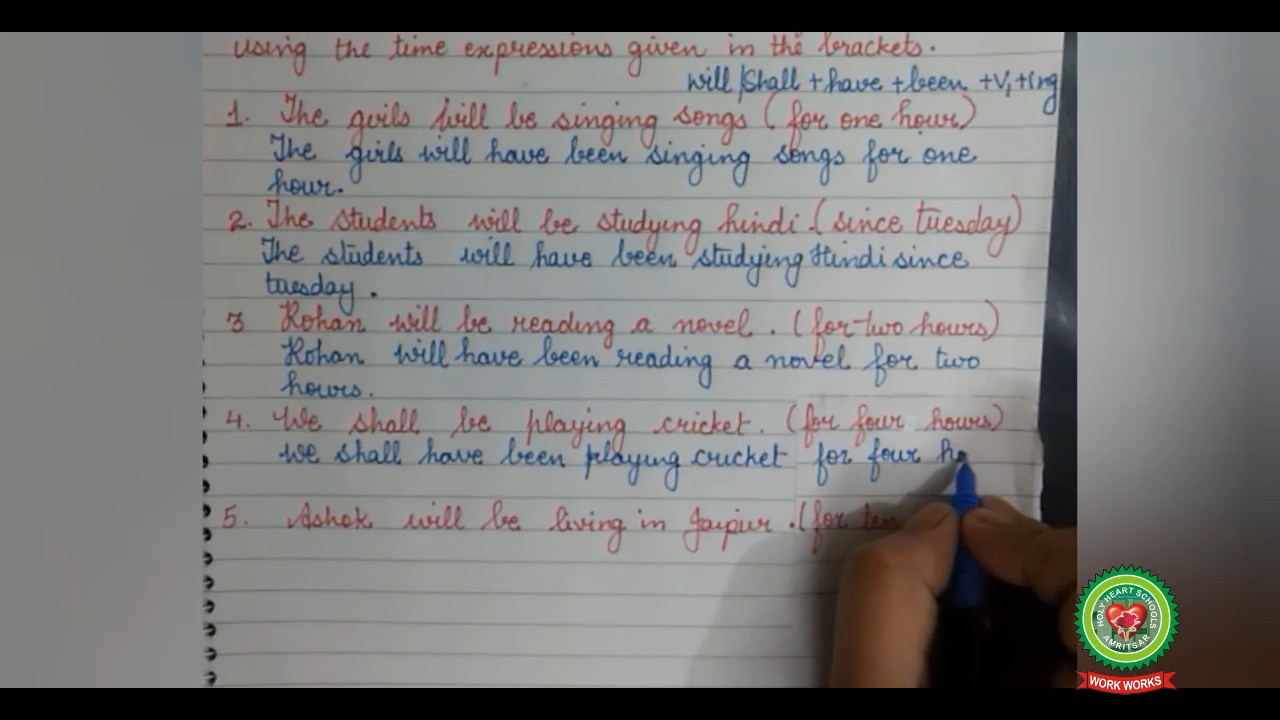 using the time expressions given in the brackets.
will/Shall + have + been + V1 + ing
1. The girls will be singing songs (for one hour)
The girls will have been singing songs for one
hour.
2. The students will be studying hindi. (since tuesday)
The students will have been studying Hindi since
tuesday.
3 Rohan will be reading a novel. (for two hours)
Rohan will have been reading a novel for two
hours.
4. We shall be playing cricket. (for four hours)
We shall have been playing cricket for four ho
5. Ashok will be living in Jaipur. (for ten
HOLY HEART SCHOOLS
AMRITSAR
WORK WORKS